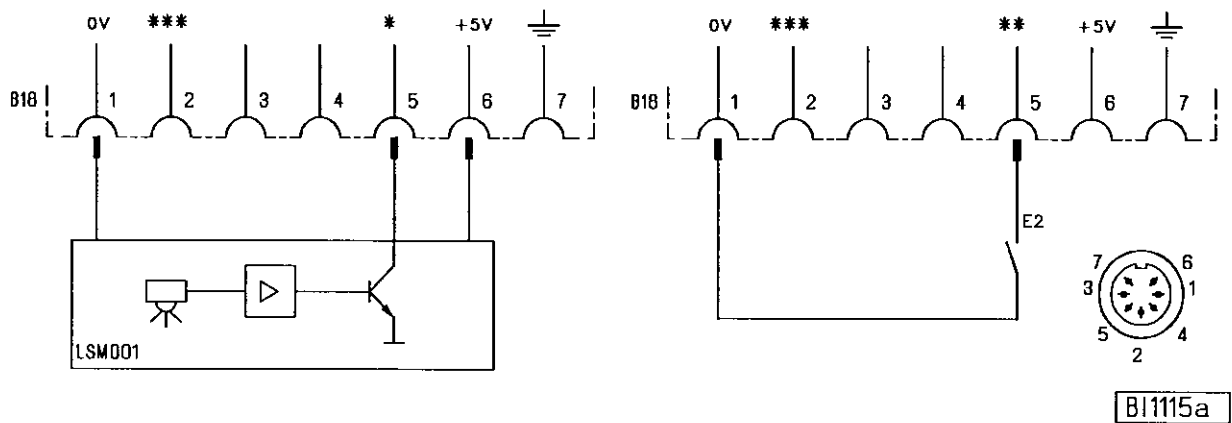 0V *** * +5V
B18 1 2 3 4 5 6 7
LSM001
0V *** ** +5V
B18 1 2 3 4 5 6 7
E2
7 6
3 1
5 4
2
BI1115a